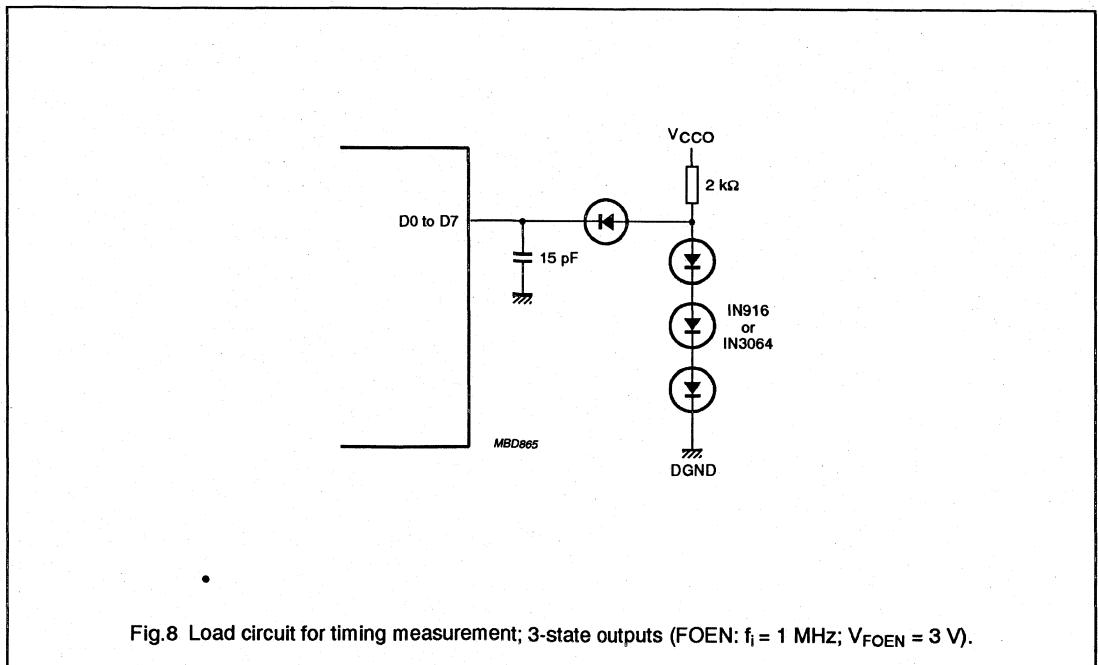 VCCO
2 kΩ
D0 to D7
15 pF
IN916
or
IN3064
MBD865
DGND
Fig.8 Load circuit for timing measurement; 3-state outputs (FOEN: fi = 1 MHz; VFOEN = 3 V).